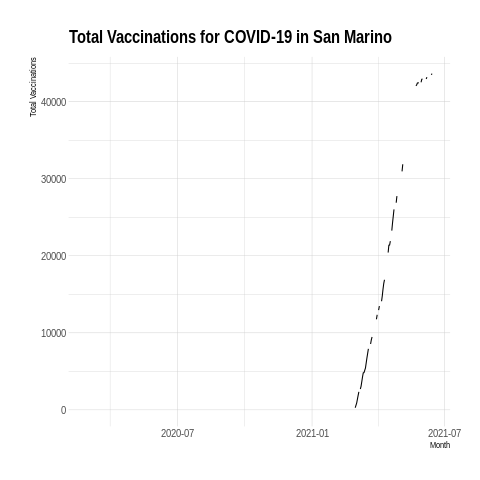 Total Vaccinations for COVID-19 in San Marino
Total Vaccinations
40000
30000
20000
10000
0
2020-07
2021-01
2021-07
Month